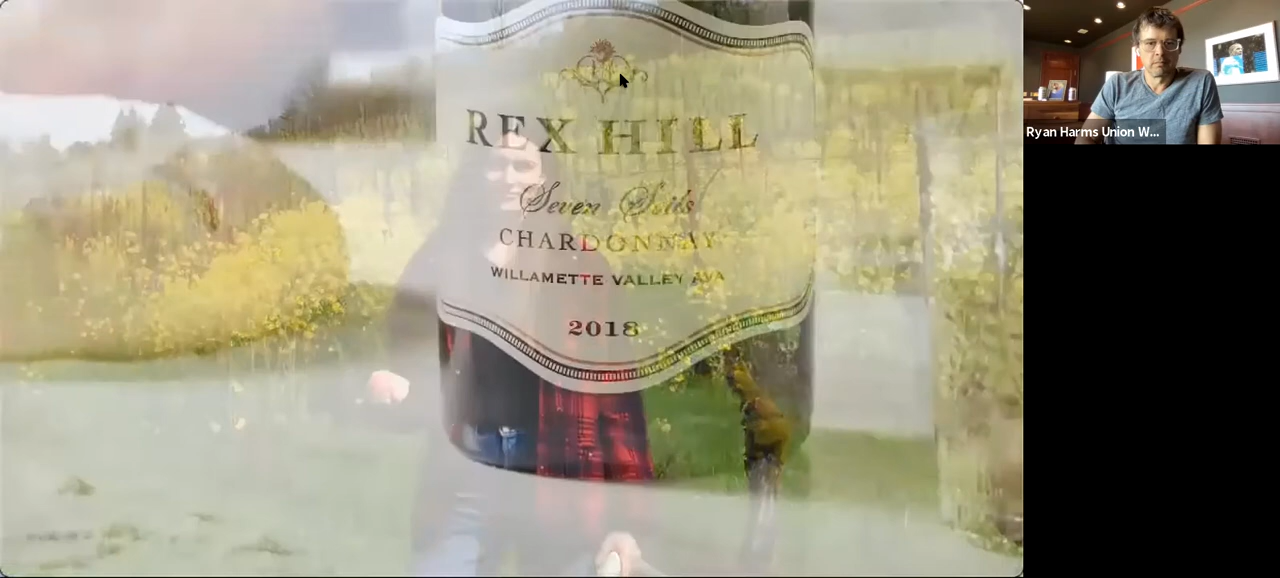 REX HILL
Seven Soils
CHARDONNAY
WILLAMETTE VALLEY AVA
2018
Ryan Harms Union W...